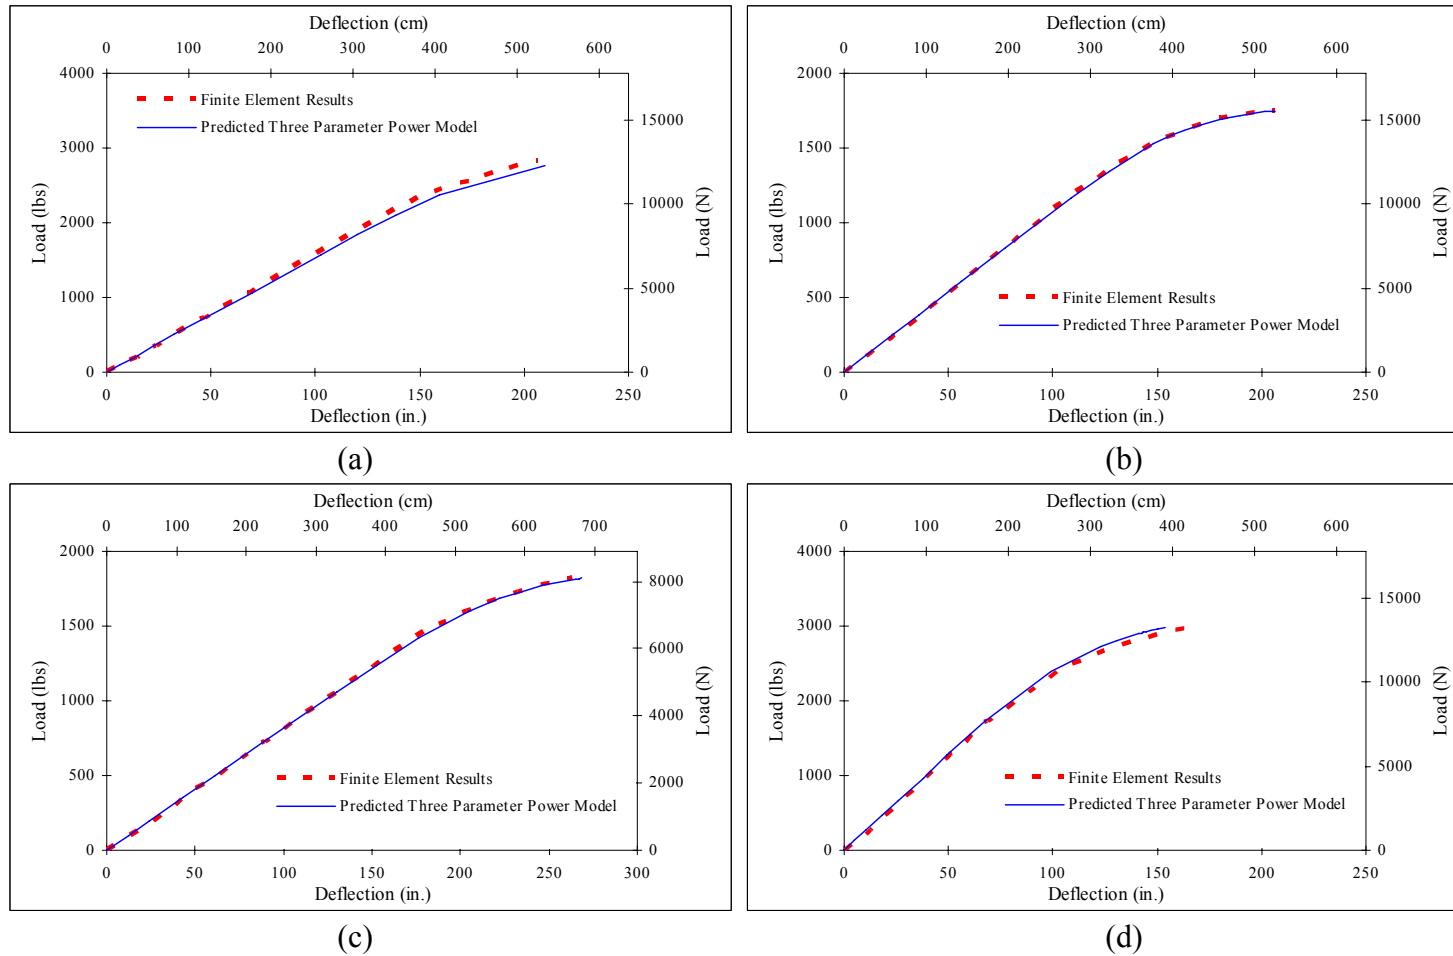 Deflection (cm)
0 100 200 300 400 500 600
4000
3000
2000
1000
0
Load (lbs)
Finite Element Results
Predicted Three Parameter Power Model
15000
10000
5000
0
Load (N)
0 50 100 150 200 250
Deflection (in.)
(a)
Deflection (cm)
0 100 200 300 400 500 600
2000
1500
1000
500
0
Load (lbs)
Finite Element Results
Predicted Three Parameter Power Model
15000
10000
5000
0
Load (N)
0 50 100 150 200 250
Deflection (in.)
(b)
Deflection (cm)
0 100 200 300 400 500 600 700
2000
1500
1000
500
0
Load (lbs)
Finite Element Results
Predicted Three Parameter Power Model
8000
6000
4000
2000
0
Load (N)
0 50 100 150 200 250 300
Deflection (in.)
(c)
Deflection (cm)
0 100 200 300 400 500 600
4000
3000
2000
1000
0
Load (lbs)
Finite Element Results
Predicted Three Parameter Power Model
15000
10000
5000
0
Load (N)
0 50 100 150 200 250
Deflection (in.)
(d)